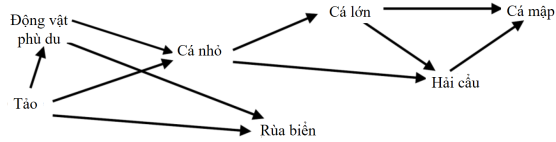 Động vật
phù du
Cá nhỏ
Tảo
Rùa biển
Cá lớn
Cá mập
Hải cẩu